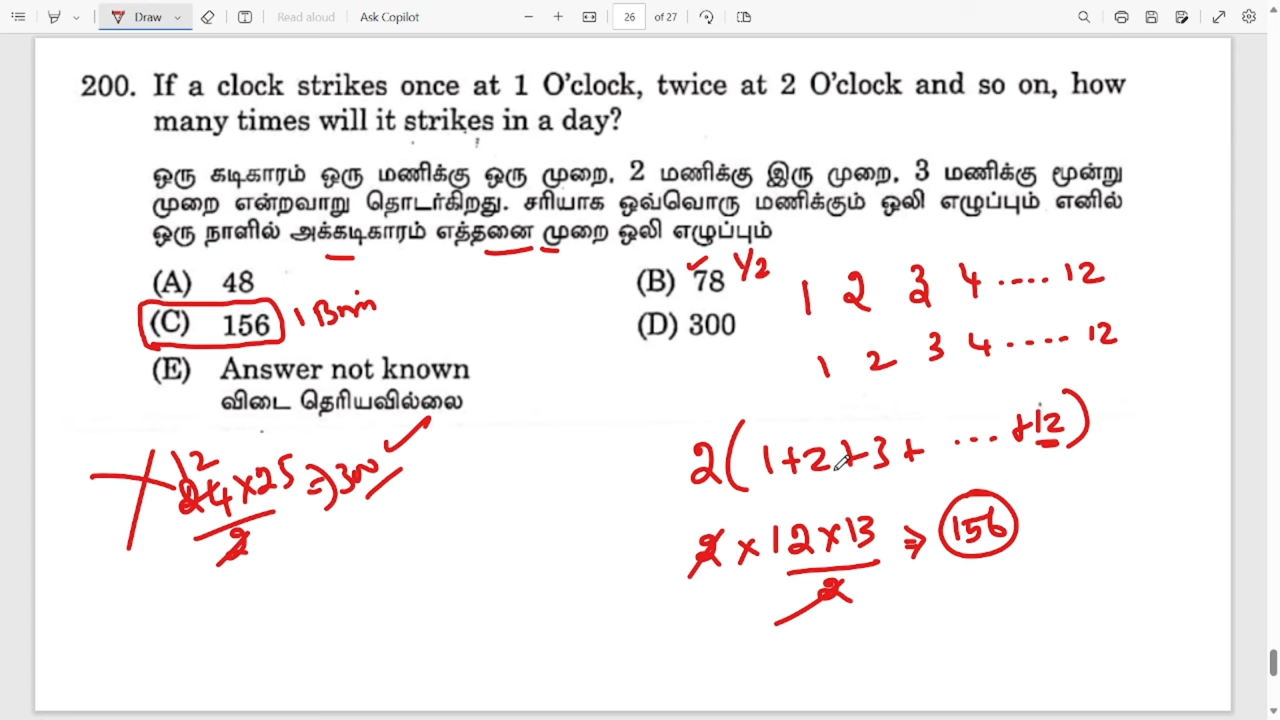 Draw
Read aloud
Ask Copilot
26 of 27
200. If a clock strikes once at 1 O'clock, twice at 2 O'clock and so on, how
many times will it strikes in a day?
ஒரு கடிகாரம் ஒரு மணிக்கு ஒரு முறை, 2 மணிக்கு இரு முறை, 3 மணிக்கு மூன்று
முறை என்றவாறு தொடர்கிறது. சரியாக ஒவ்வொரு மணிக்கும் ஒலி எழுப்பும் எனில்
ஒரு நாளில் அக்கடிகாரம் எத்தனை முறை ஒலி எழுப்பும்
(A) 48
(B) 78 1/2
(C) 156
(D) 300
(E) Answer not known
விடை தெரியவில்லை
1 2 3 4 ..... 12
1 2 3 4 ..... 12
2(1+2+3+ ... +12)
2 × 12×13/2 ⇒ 156
12
24×25/2 ⇒ 300